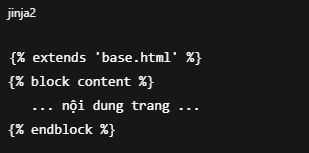 jinja2
{% extends 'base.html' %}
{% block content %}
... nội dung trang ...
{% endblock %}